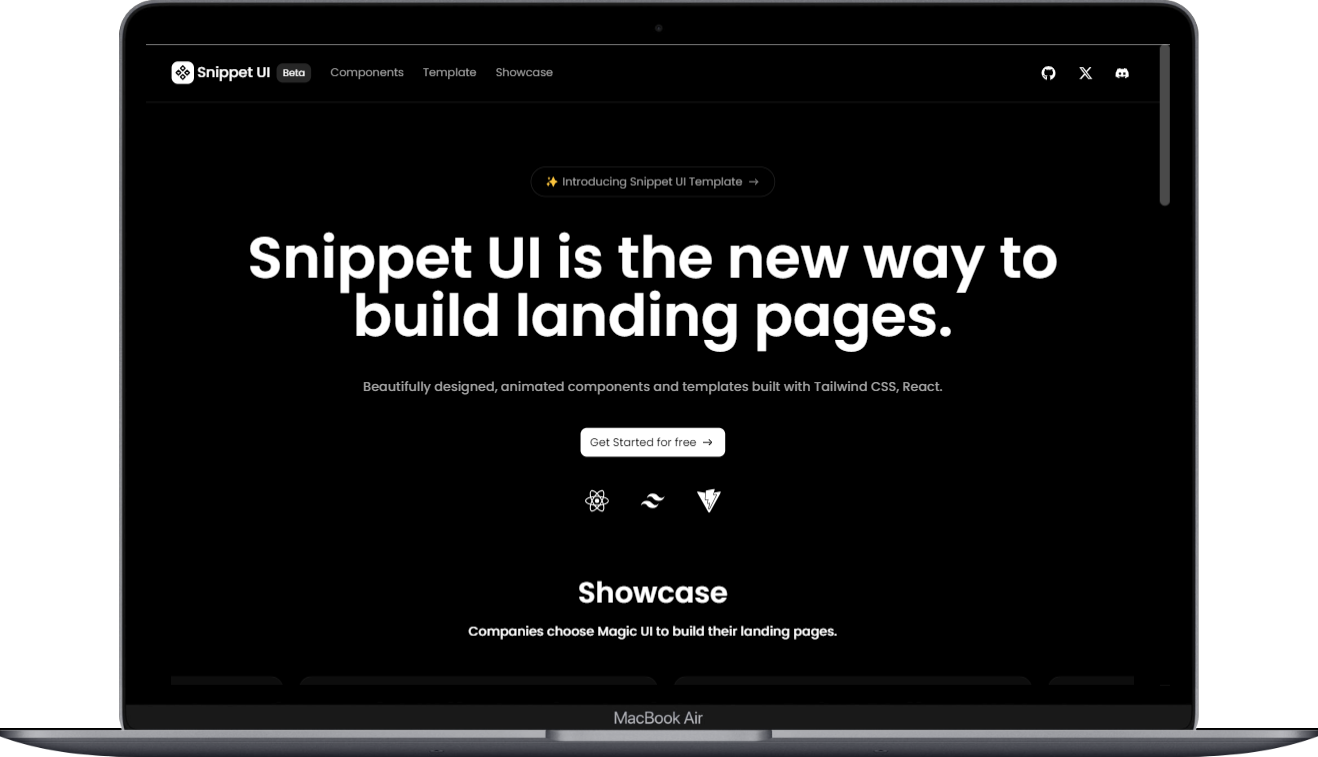 Snippet UI Beta Components Template Showcase
✨ Introducing Snippet UI Template →
Snippet UI is the new way to
build landing pages.
Beautifully designed, animated components and templates built with Tailwind CSS, React.
Get Started for free →
Showcase
Companies choose Magic UI to build their landing pages.
MacBook Air